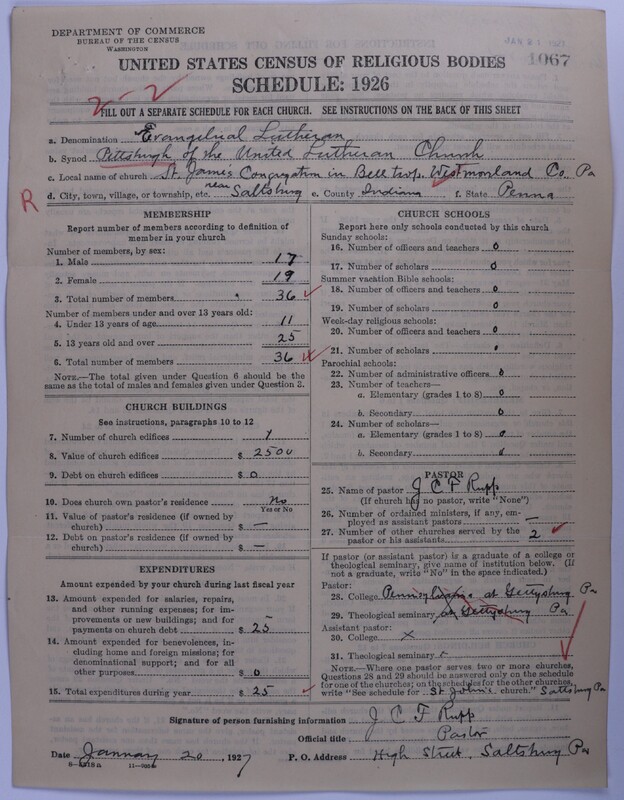 DEPARTMENT OF COMMERCE
BUREAU OF THE CENSUS
WASHINGTON
1067
UNITED STATES CENSUS OF RELIGIOUS BODIES
SCHEDULE: 1926
2-2
FILL OUT A SEPARATE SCHEDULE FOR EACH CHURCH. SEE INSTRUCTIONS ON THE BACK OF THIS SHEET
a. Denomination Evangelical Lutheran
b. Synod Pittsburgh of the United Lutheran Church
c. Local name of church St. James Congregation in Bell twp. Westmorland Co. Pa
R
d. City, town, village, or township, etc. near Saltsburg e. County Indiana f. State Penna
MEMBERSHIP
Report number of members according to definition of
member in your church
Number of members, by sex:
1. Male 17
2. Female 19
3. Total number of members 36
Number of members under and over 13 years old:
4. Under 13 years of age 11
5. 13 years old and over 25
6. Total number of members 36
NOTE.—The total given under Question 6 should be the
same as the total of males and females given under Question 3.
CHURCH BUILDINGS
See instructions, paragraphs 10 to 12
7. Number of church edifices 1
8. Value of church edifices $ 2500
9. Debt on church edifices $ 0
10. Does church own pastor's residence No
Yes or No
11. Value of pastor's residence (if owned by
church) $ —
12. Debt on pastor's residence (if owned by
church) $ —
EXPENDITURES
Amount expended by your church during last fiscal year
13. Amount expended for salaries, repairs,
and other running expenses; for im-
provements or new buildings; and for
payments on church debt $ 25
14. Amount expended for benevolences, in-
cluding home and foreign missions; for
denominational support; and for all
other purposes $ 0
15. Total expenditures during year $ 25
CHURCH SCHOOLS
Report here only schools conducted by this church
Sunday schools:
16. Number of officers and teachers 0
17. Number of scholars 0
Summer vacation Bible schools:
18. Number of officers and teachers 0
19. Number of scholars 0
Week-day religious schools:
20. Number of officers and teachers 0
21. Number of scholars
Parochial schools:
22. Number of administrative officers 0
23. Number of teachers—
a. Elementary (grades 1 to 8) 0
b. Secondary 0
24. Number of scholars—
a. Elementary (grades 1 to 8) 0
b. Secondary 0
PASTOR
25. Name of pastor J C F Rupp
(If church has no pastor, write "None")
26. Number of ordained ministers, if any, em-
ployed as assistant pastors —
27. Number of other churches served by the
pastor or his assistants 2
If pastor (or assistant pastor) is a graduate of a college or
theological seminary, give name of institution below. (If
not a graduate, write "No" in the space indicated.)
Pastor:
28. College Pennsylvania at Gettysburg Pa
29. Theological seminary at Gettysburg Pa
Assistant pastor:
30. College X
31. Theological seminary
NOTE.—Where one pastor serves two or more churches,
Questions 28 and 29 should be answered only on the schedule
for one of the churches; on the schedules for the other churches,
write "See schedule for St John's church." Saltsburg Pa
Signature of person furnishing information J C F Rupp
Official title Pastor
Date January 20, 1927 P. O. Address High Street, Saltsburg Pa